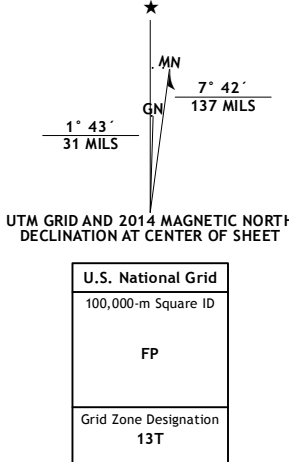 MN
7° 42´
137 MILS
GN
1° 43´
31 MILS
UTM GRID AND 2014 MAGNETIC NORTH
DECLINATION AT CENTER OF SHEET
U.S. National Grid
100,000-m Square ID
FP
Grid Zone Designation
13T